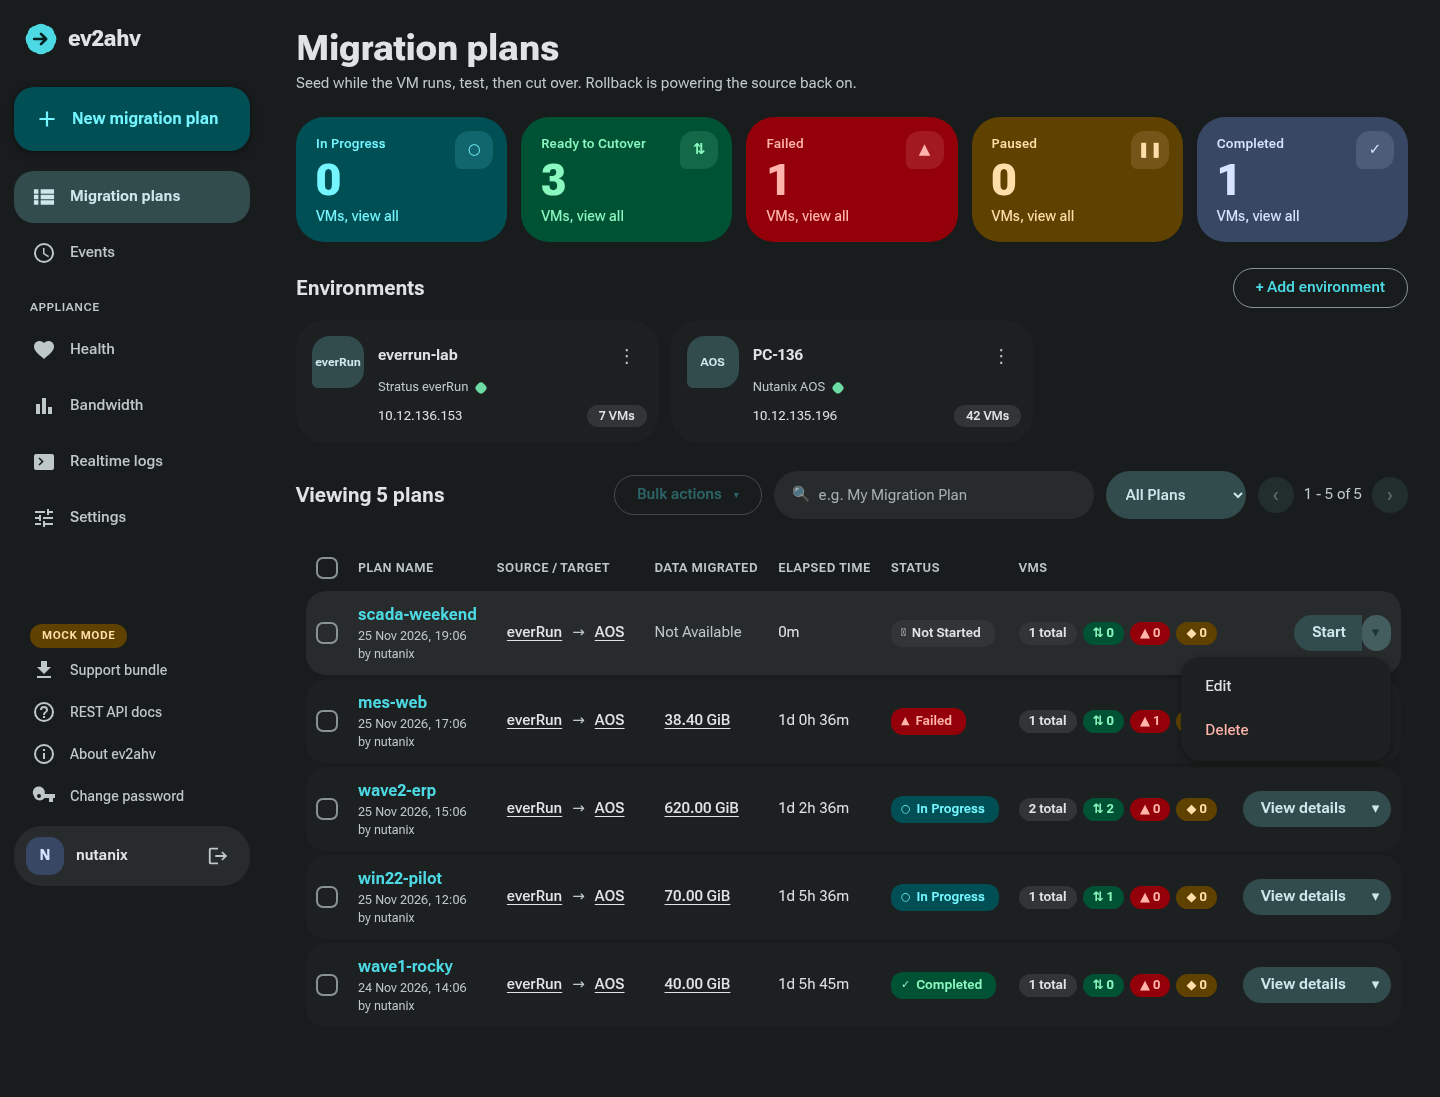 ev2ahv
New migration plan
Migration plans
Events
APPLIANCE
Health
Bandwidth
Realtime logs
Settings
MOCK MODE
Support bundle
REST API docs
About ev2ahv
Change password
N nutanix
Migration plans
Seed while the VM runs, test, then cut over. Rollback is powering the source back on.
In Progress
0
VMs, view all
Ready to Cutover
3
VMs, view all
Failed
1
VMs, view all
Paused
0
VMs, view all
Completed
1
VMs, view all
Environments
+ Add environment
everRun
everrun-lab
Stratus everRun
10.12.136.153
7 VMs
AOS
PC-136
Nutanix AOS
10.12.135.196
42 VMs
Viewing 5 plans
Bulk actions
e.g. My Migration Plan
All Plans
1 - 5 of 5
PLAN NAME SOURCE / TARGET DATA MIGRATED ELAPSED TIME STATUS VMS
scada-weekend
25 Nov 2026, 19:06
by nutanix
everRun → AOS
Not Available
0m
Not Started
1 total ⇅ 0 ▲ 0 ◆ 0
Start
Edit
Delete
mes-web
25 Nov 2026, 17:06
by nutanix
everRun → AOS
38.40 GiB
1d 0h 36m
▲ Failed
1 total ⇅ 0 ▲ 1
wave2-erp
25 Nov 2026, 15:06
by nutanix
everRun → AOS
620.00 GiB
1d 2h 36m
○ In Progress
2 total ⇅ 2 ▲ 0 ◆ 0
View details
win22-pilot
25 Nov 2026, 12:06
by nutanix
everRun → AOS
70.00 GiB
1d 5h 36m
○ In Progress
1 total ⇅ 1 ▲ 0 ◆ 0
View details
wave1-rocky
24 Nov 2026, 14:06
by nutanix
everRun → AOS
40.00 GiB
1d 5h 45m
✓ Completed
1 total ⇅ 0 ▲ 0 ◆ 0
View details